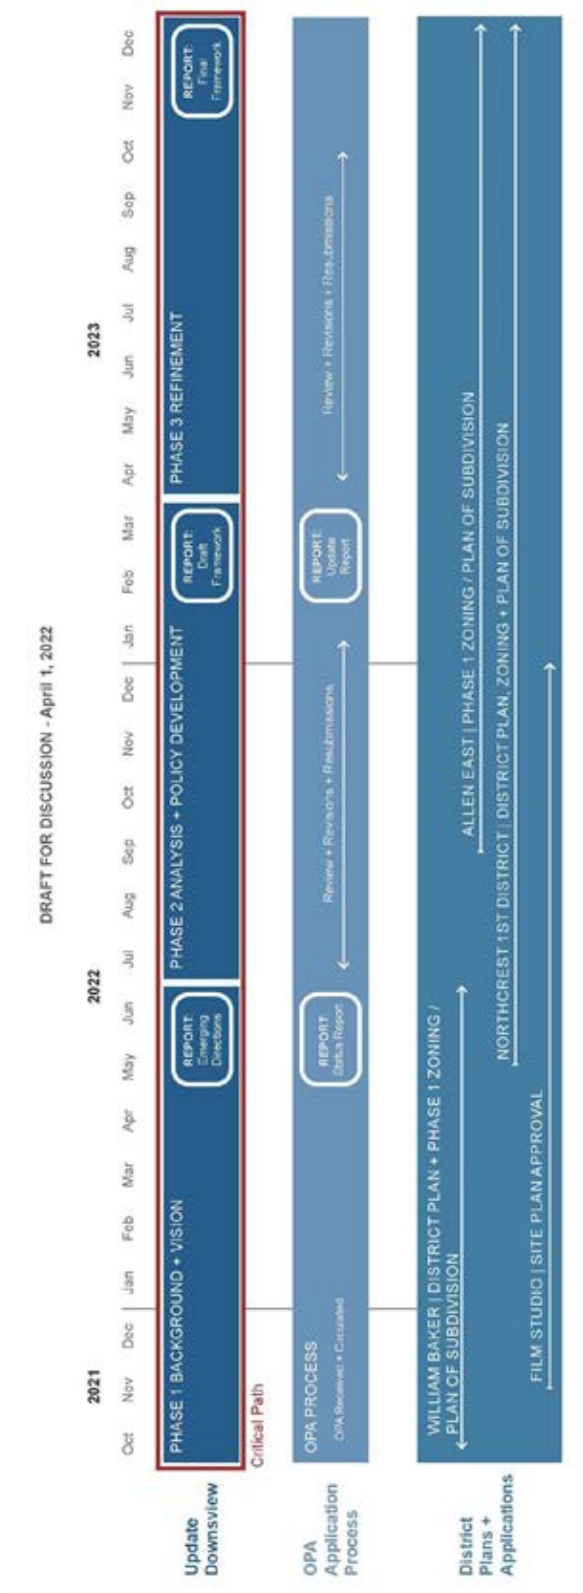 DRAFT FOR DISCUSSION - April 1, 2022
2021
2022
2023
Oct Nov Dec Jan Feb Mar Apr May Jun Jul Aug Sep Oct Nov Dec Jan Feb Mar Apr May Jun Jul Aug Sep Oct Nov Dec
Update
Downsview
PHASE 1 BACKGROUND + VISION
REPORT:
Emerging
Directions
PHASE 2 ANALYSIS + POLICY DEVELOPMENT
REPORT:
Draft
Framework
PHASE 3 REFINEMENT
REPORT:
Final
Framework
Critical Path
OPA
Application
Process
OPA PROCESS
OPA Received + Circulated
REPORT:
Status Report
Review + Revisions + Resubmissions
REPORT:
Update
Report
Review + Revisions + Resubmissions
District
Plans +
Applications
WILLIAM BAKER | DISTRICT PLAN + PHASE 1 ZONING /
PLAN OF SUBDIVISION
ALLEN EAST | PHASE 1 ZONING / PLAN OF SUBDIVISION
NORTHCREST 1ST DISTRICT | DISTRICT PLAN, ZONING + PLAN OF SUBDIVISION
FILM STUDIO | SITE PLAN APPROVAL